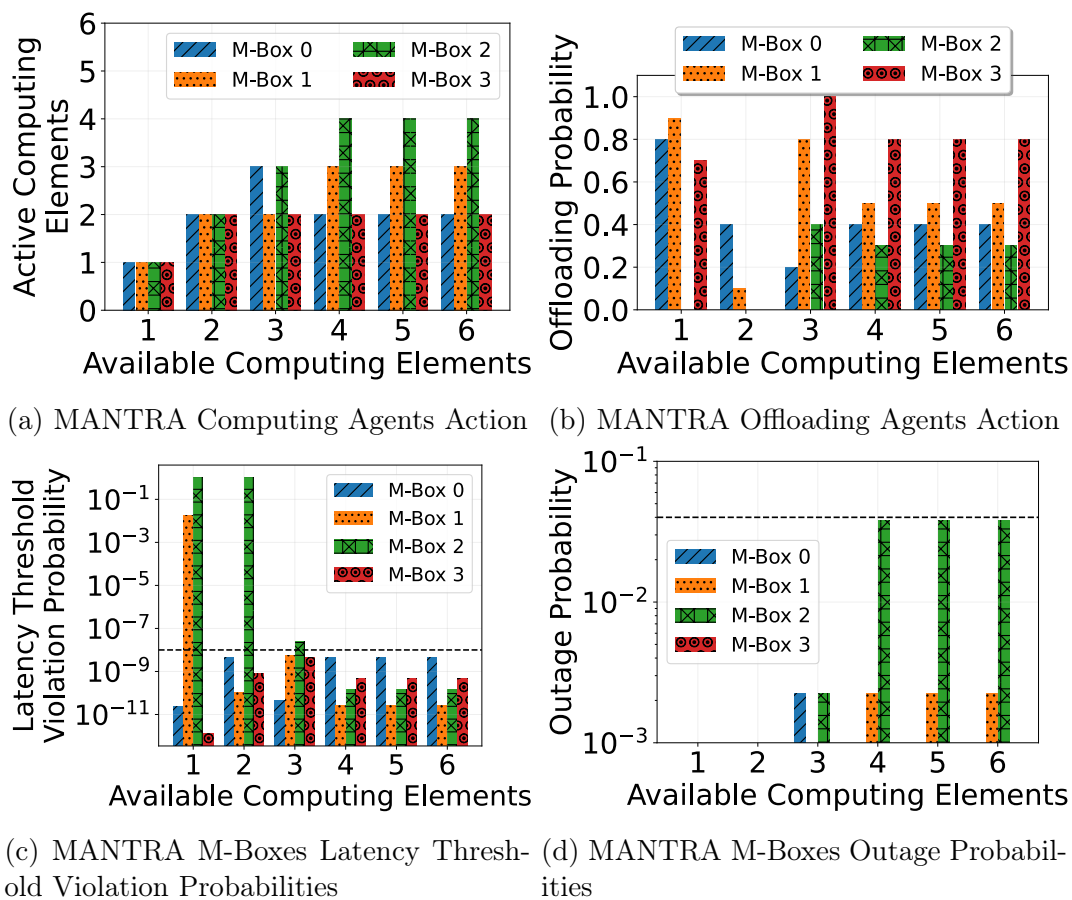 6
5
4
3
2
1
0
Active Computing
Elements
M-Box 0
M-Box 1
M-Box 2
M-Box 3
1 2 3 4 5 6
Available Computing Elements
(a) MANTRA Computing Agents Action
1.0
0.8
0.6
0.4
0.2
0.0
Offloading Probability
M-Box 0
M-Box 1
M-Box 2
M-Box 3
1 2 3 4 5 6
Available Computing Elements
(b) MANTRA Offloading Agents Action
10⁻¹
10⁻³
10⁻⁵
10⁻⁷
10⁻⁹
10⁻¹¹
Latency Threshold
Violation Probability
M-Box 0
M-Box 1
M-Box 2
M-Box 3
1 2 3 4 5 6
Available Computing Elements
(c) MANTRA M-Boxes Latency Thresh-
old Violation Probabilities
10⁻¹
10⁻²
10⁻³
Outage Probability
M-Box 0
M-Box 1
M-Box 2
M-Box 3
1 2 3 4 5 6
Available Computing Elements
(d) MANTRA M-Boxes Outage Probabil-
ities